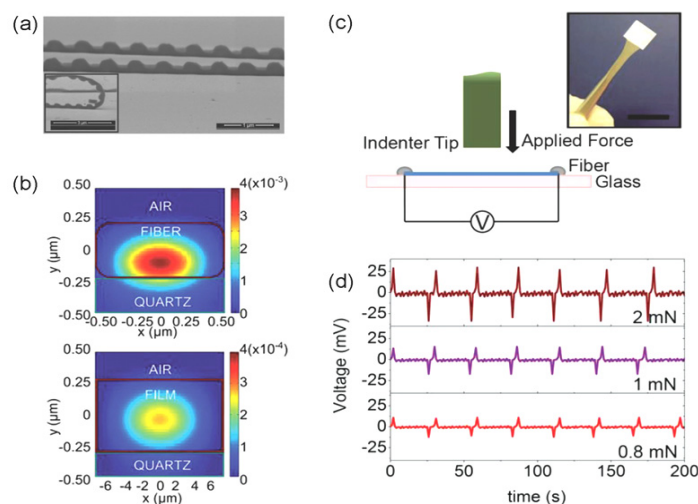 (a)
(b)
0.50
0.25
0
-0.25
-0.50
y (µm)
AIR
FIBER
QUARTZ
-0.50 -0.25 0 0.25 0.50
x (µm)
4(x10⁻³)
3
2
1
0
0.50
0.25
0
-0.25
-0.50
y (µm)
AIR
FILM
QUARTZ
-6 -4 -2 0 2 4 6
x (µm)
4(x10⁻⁴)
3
2
1
0
(c)
Indenter Tip
Applied Force
Fiber
Glass
V
(d)
Voltage (mV)
25
0
-25
2 mN
25
0
-25
1 mN
25
0
-25
0.8 mN
0 50 100 150 200
time (s)